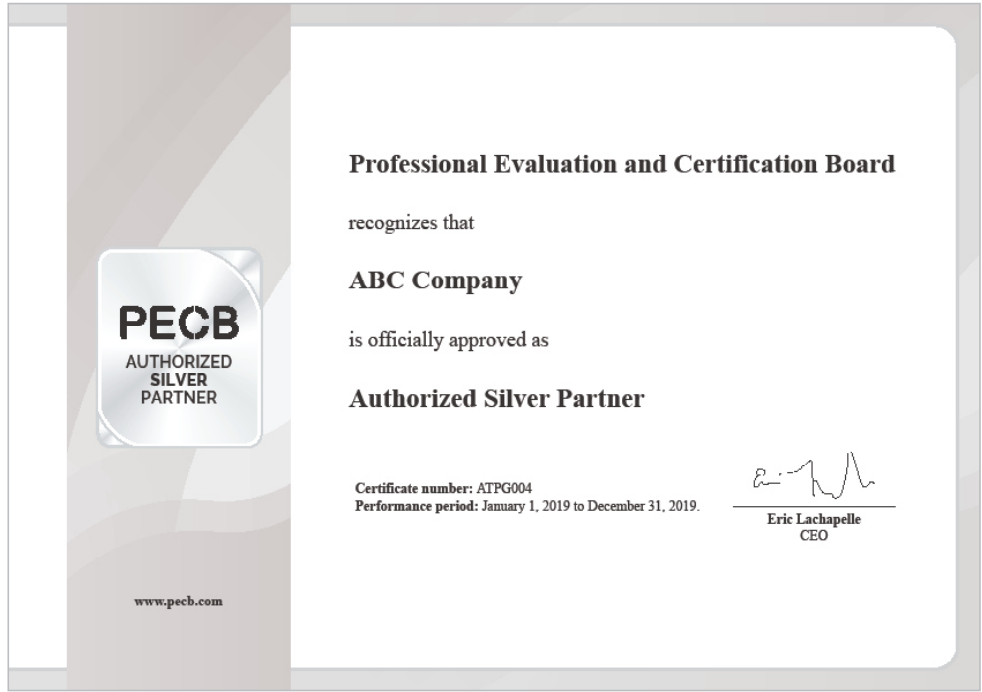 Professional Evaluation and Certification Board
recognizes that
ABC Company
is officially approved as
Authorized Silver Partner
PECB
AUTHORIZED
SILVER
PARTNER
Certificate number: ATPG004
Performance period: January 1, 2019 to December 31, 2019.
Eric Lachapelle
CEO
www.pecb.com